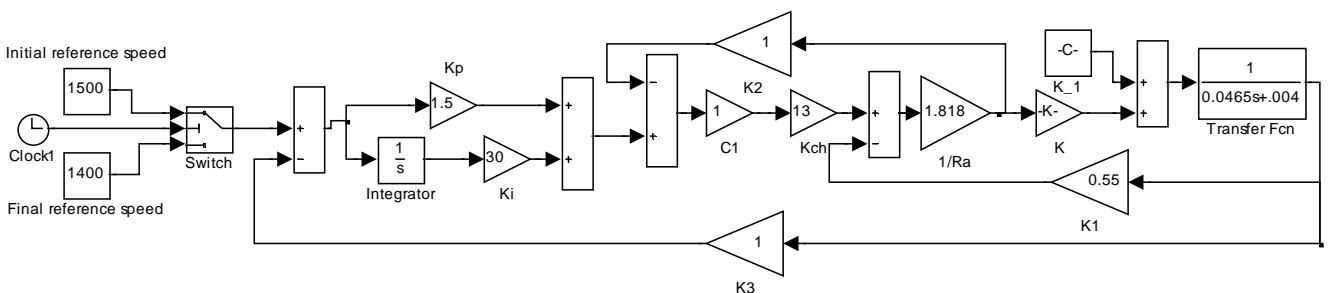 Initial reference speed
1500
Clock1
1400
Final reference speed
Switch
+
−
Kp
1.5
1
s
Integrator
30
Ki
+
+
1
K2
−
+
1
C1
13
Kch
+
−
1.818
1/Ra
-C-
K_1
-K-
K
+
+
1
0.0465s+.004
Transfer Fcn
0.55
K1
1
K3